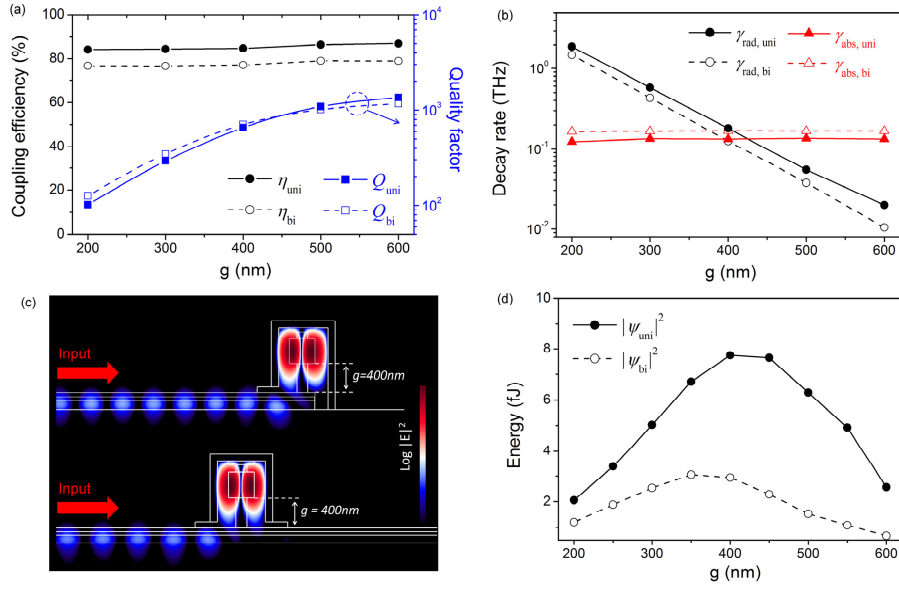 (a)
Coupling efficiency (%)
100
80
60
40
20
0
10^4
10^3
10^2
Quality factor
η_uni
η_bi
Q_uni
Q_bi
200 300 400 500 600
g (nm)
(b)
Decay rate (THz)
10^0
10^-1
10^-2
γ_rad, uni
γ_rad, bi
γ_abs, uni
γ_abs, bi
200 300 400 500 600
g (nm)
(c)
Input
g=400nm
Input
g = 400nm
Log |E|^2
(d)
Energy (fJ)
10
8
6
4
2
|ψ_uni|^2
|ψ_bi|^2
200 300 400 500 600
g (nm)